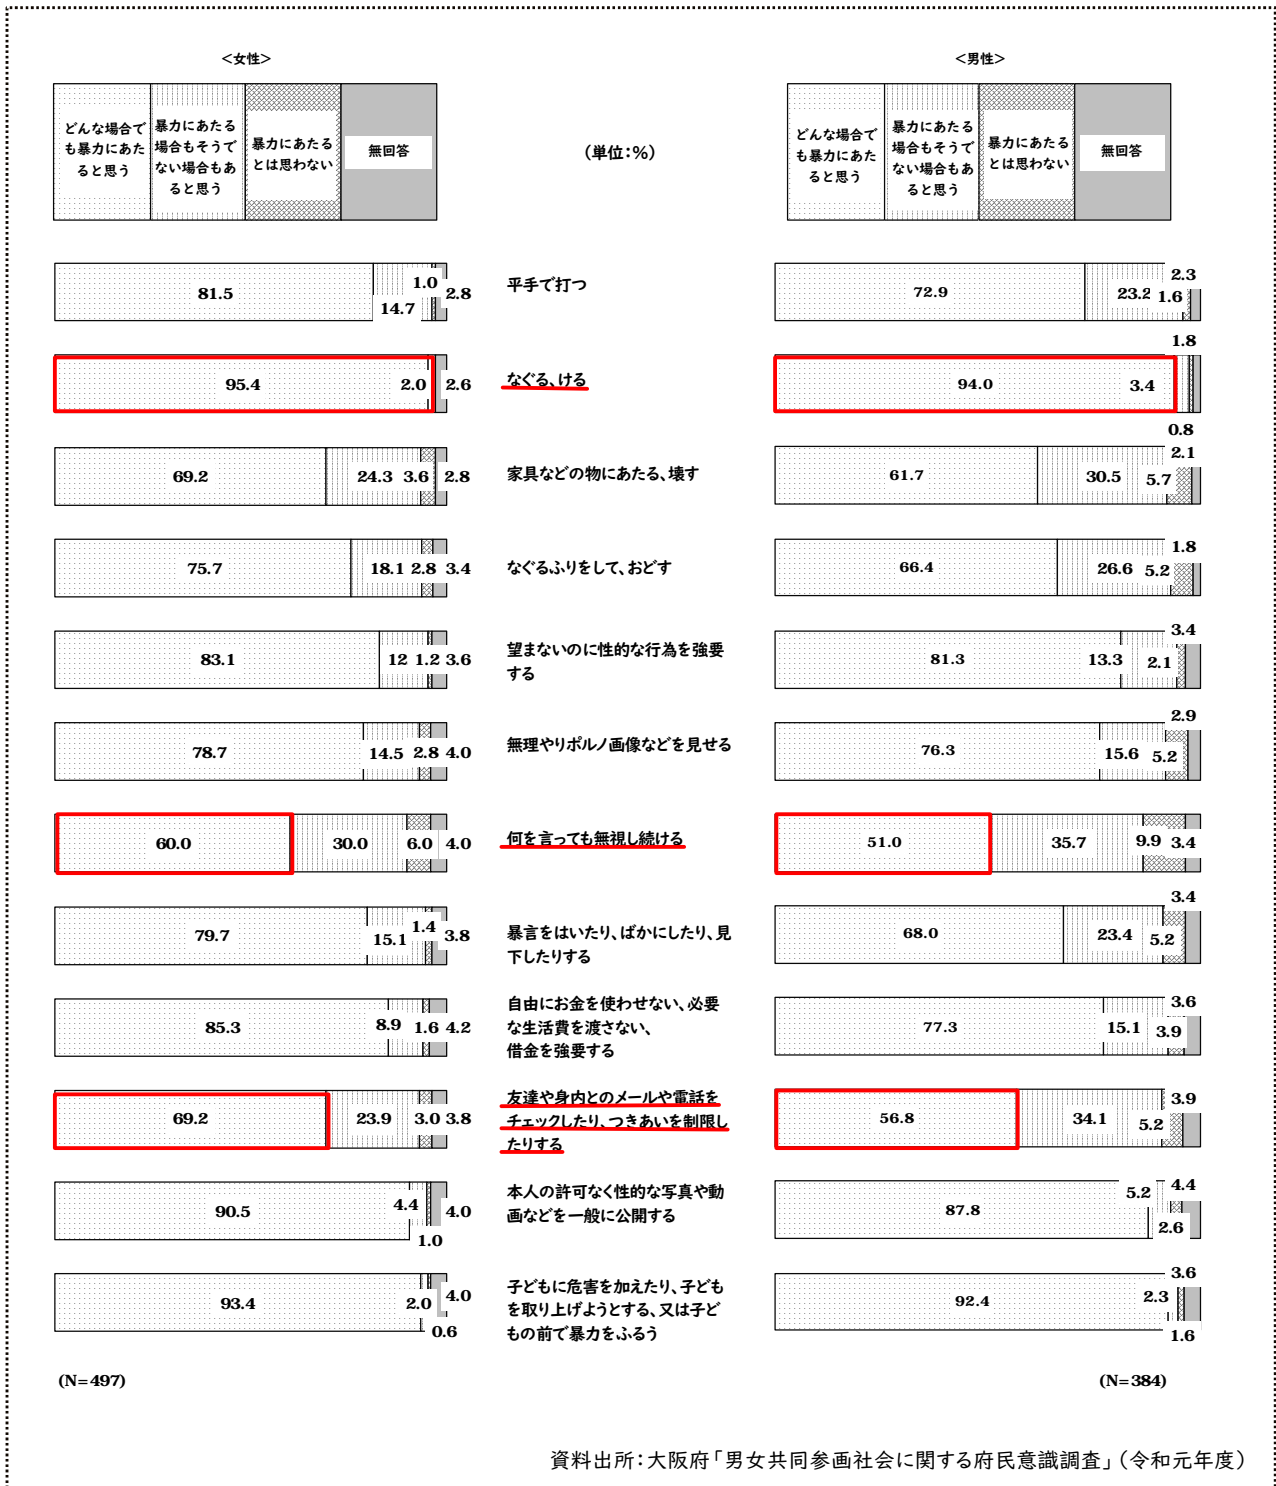 <女性>
<男性>
どんな場合で
も暴力にあた
ると思う
暴力にあたる
場合もそうで
ない場合もあ
ると思う
暴力にあたる
とは思わない
無回答
(単位:%)
どんな場合で
も暴力にあた
ると思う
暴力にあたる
場合もそうで
ない場合もあ
ると思う
暴力にあたる
とは思わない
無回答
81.5
14.7
1.0
2.8
平手で打つ
72.9
23.2
1.6
2.3
95.4
2.0
2.6
なぐる、ける
94.0
3.4
0.8
1.8
69.2
24.3
3.6
2.8
家具などの物にあたる、壊す
61.7
30.5
5.7
2.1
75.7
18.1
2.8
3.4
なぐるふりをして、おどす
66.4
26.6
5.2
1.8
83.1
12
1.2
3.6
望まないのに性的な行為を強要
する
81.3
13.3
2.1
3.4
78.7
14.5
2.8
4.0
無理やりポルノ画像などを見せる
76.3
15.6
5.2
2.9
60.0
30.0
6.0
4.0
何を言っても無視し続ける
51.0
35.7
9.9
3.4
79.7
15.1
1.4
3.8
暴言をはいたり、ばかにしたり、見
下したりする
68.0
23.4
5.2
3.4
85.3
8.9
1.6
4.2
自由にお金を使わせない、必要
な生活費を渡さない、
借金を強要する
77.3
15.1
3.9
3.6
69.2
23.9
3.0
3.8
友達や身内とのメールや電話を
チェックしたり、つきあいを制限し
たりする
56.8
34.1
5.2
3.9
90.5
4.4
1.0
4.0
本人の許可なく性的な写真や動
画などを一般に公開する
87.8
5.2
2.6
4.4
93.4
2.0
0.6
4.0
子どもに危害を加えたり、子ども
を取り上げようとする、又は子ど
もの前で暴力をふるう
92.4
2.3
1.6
3.6
(N=497)
(N=384)
資料出所:大阪府「男女共同参画社会に関する府民意識調査」(令和元年度)